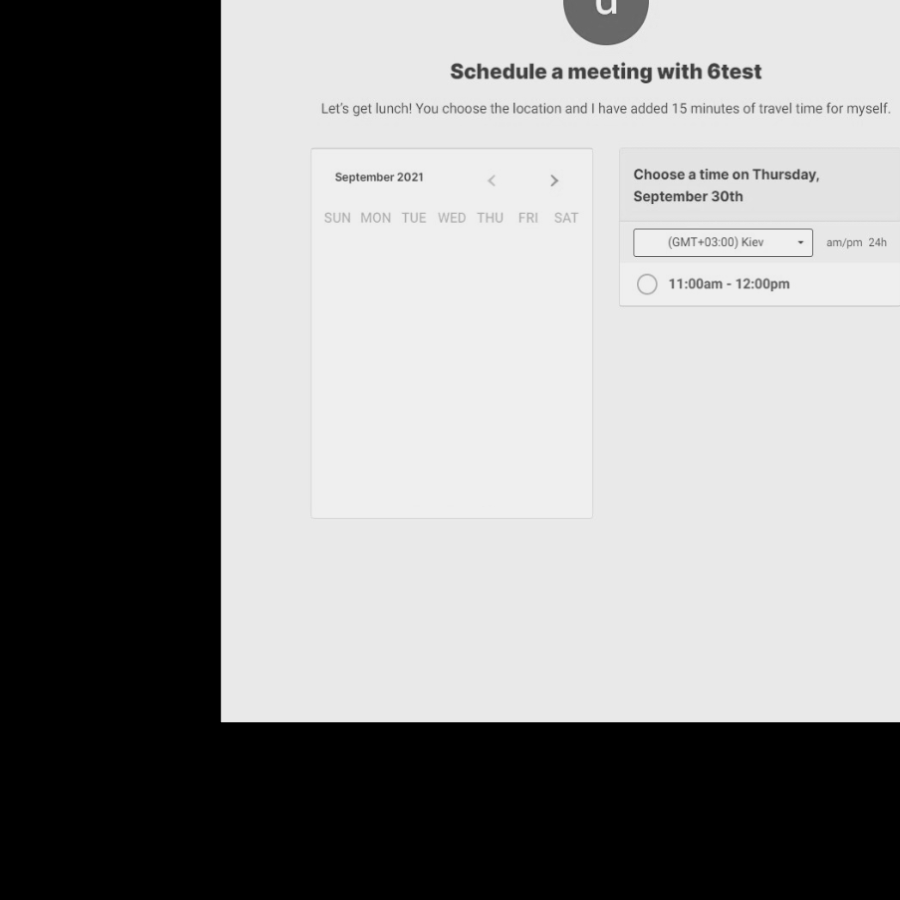 Schedule a meeting with 6test
Let's get lunch! You choose the location and I have added 15 minutes of travel time for myself.
September 2021
SUN MON TUE WED THU FRI SAT
Choose a time on Thursday,
September 30th
(GMT+03:00) Kiev am/pm 24h
11:00am - 12:00pm